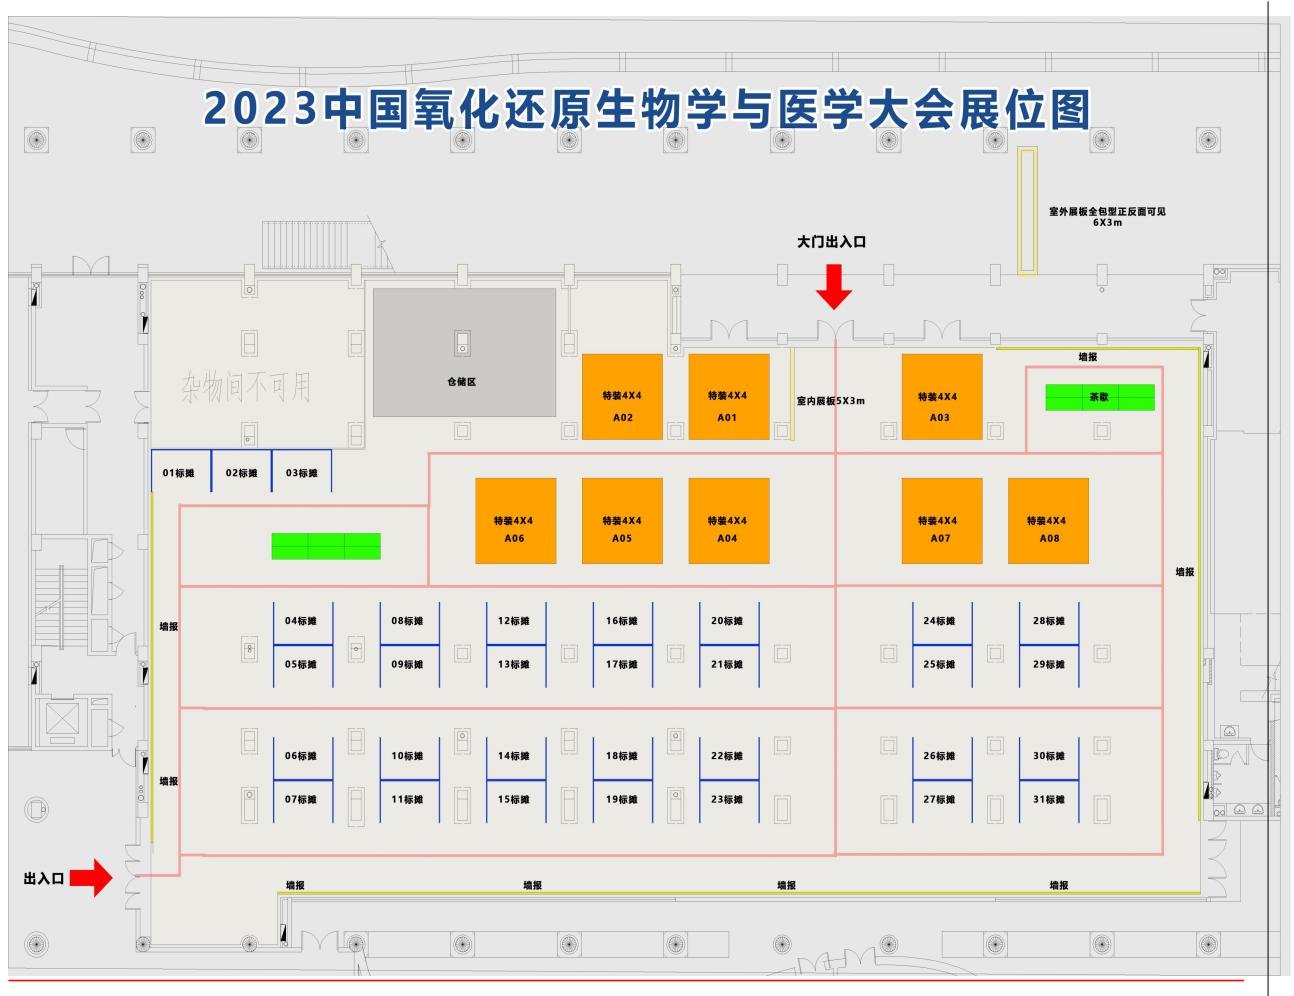 2023中国氧化还原生物学与医学大会展位图
室外展板全包型正反面可见
6X3m
大门出入口
墙报
杂物间不可用
仓储区
特装4X4
A02
特装4X4
A01
室内展板5X3m
特装4X4
A03
茶歇
01标摊
02标摊
03标摊
特装4X4
A06
特装4X4
A05
特装4X4
A04
特装4X4
A07
特装4X4
A08
墙报
墙报
04标摊
08标摊
12标摊
16标摊
20标摊
24标摊
28标摊
05标摊
09标摊
13标摊
17标摊
21标摊
25标摊
29标摊
06标摊
10标摊
14标摊
18标摊
22标摊
26标摊
30标摊
墙报
07标摊
11标摊
15标摊
19标摊
23标摊
27标摊
31标摊
出入口
墙报
墙报
墙报
墙报